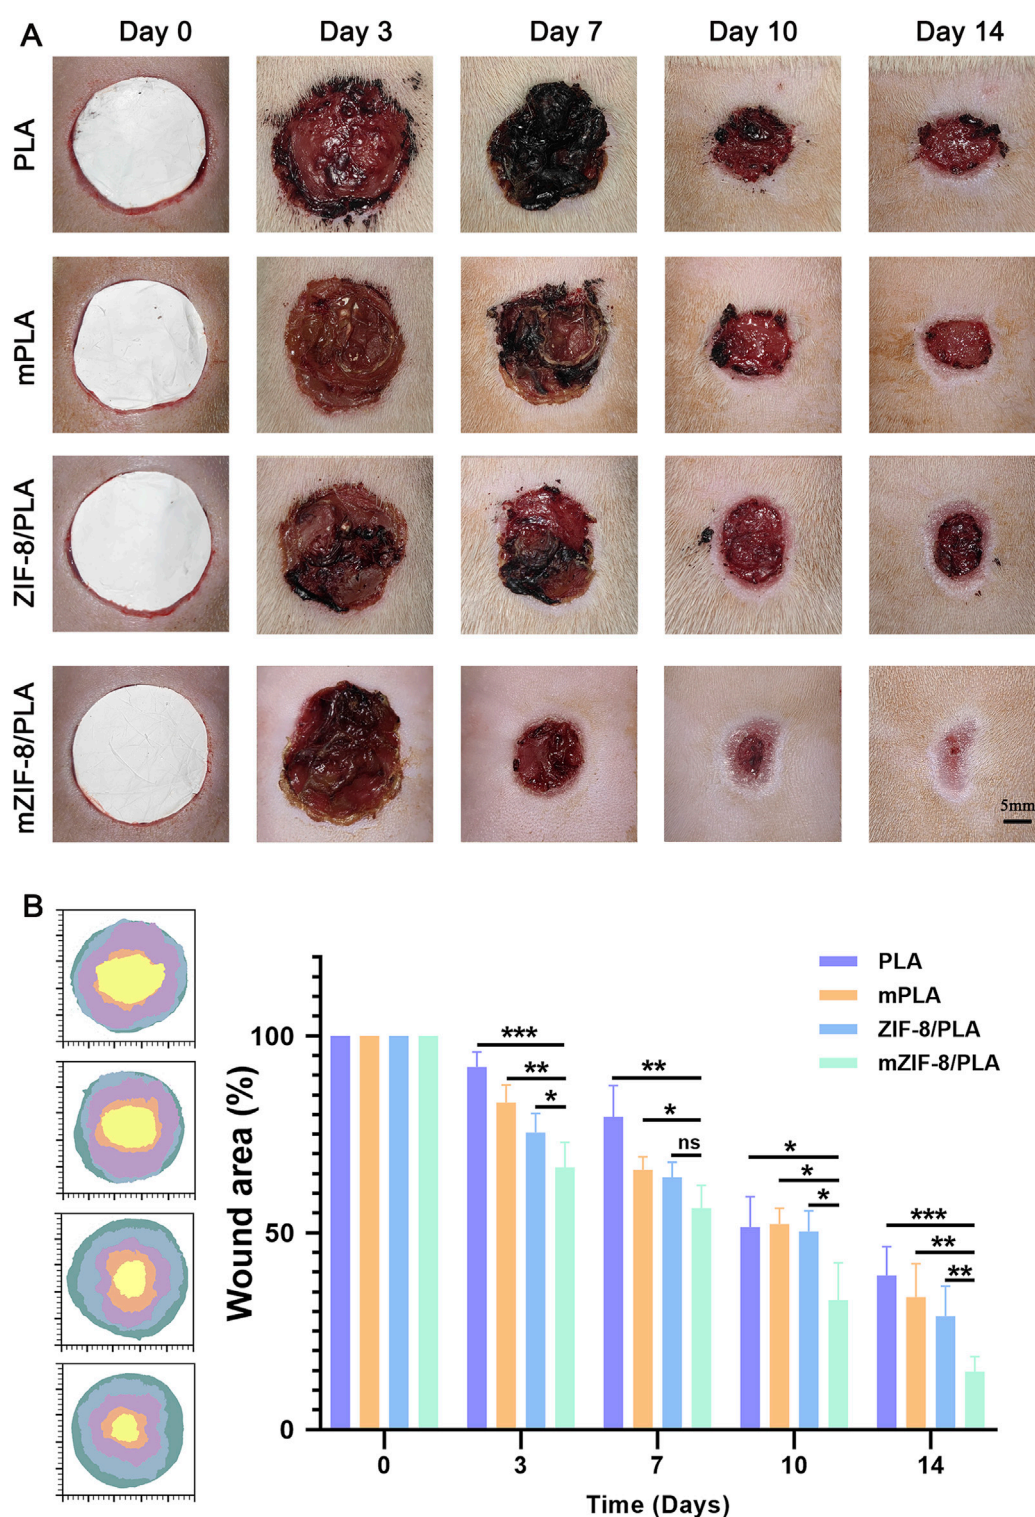 A
Day 0 Day 3 Day 7 Day 10 Day 14
PLA
mPLA
ZIF-8/PLA
mZIF-8/PLA
5mm
B
PLA
mPLA
ZIF-8/PLA
mZIF-8/PLA
Wound area (%)
100
50
0
*** ** *
** * ns
* * *
*** ** **
0 3 7 10 14
Time (Days)